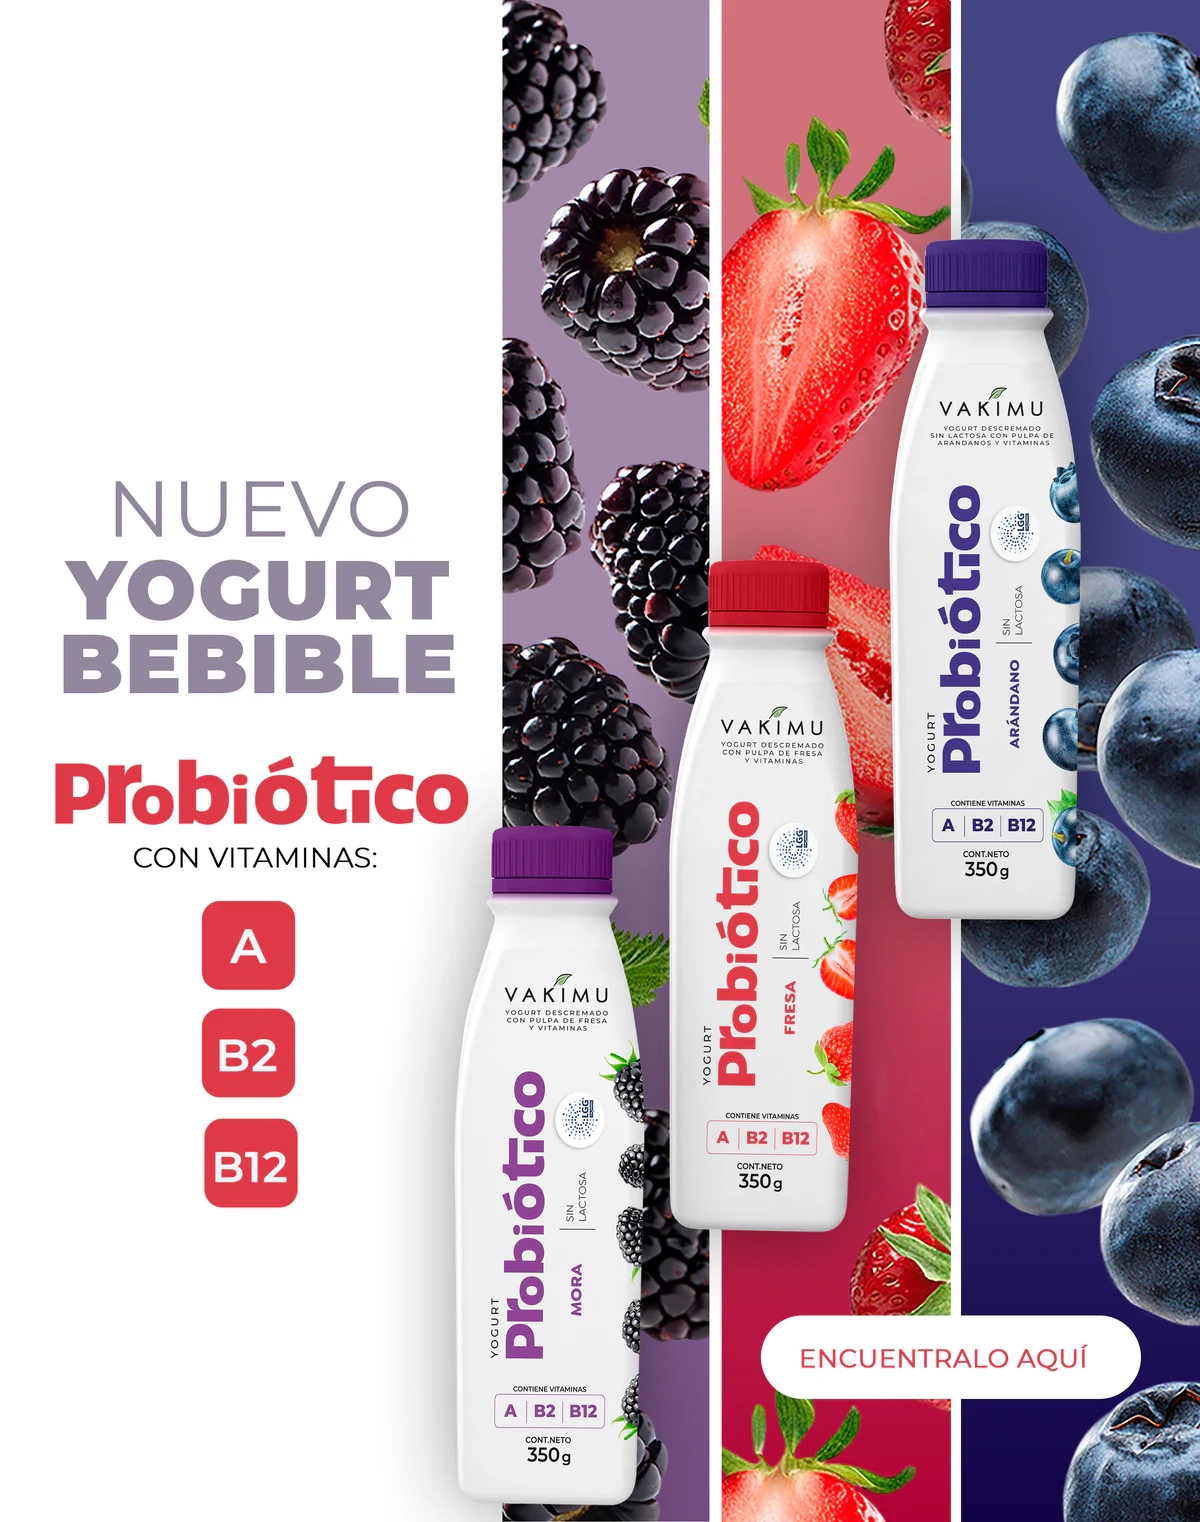 NUEVO
YOGURT
BEBIBLE
Probiótico
CON VITAMINAS:
A
B2
B12
VAKIMU
YOGURT DESCREMADO
CON PULPA DE FRESA
Y VITAMINAS
YOGURT
Probiótico
LGG
SIN
LACTOSA
MORA
CONTIENE VITAMINAS
A B2 B12
CONT.NETO
350g
VAKIMU
YOGURT DESCREMADO
CON PULPA DE FRESA
Y VITAMINAS
YOGURT
Probiótico
LGG
SIN
LACTOSA
FRESA
CONTIENE VITAMINAS
A B2 B12
CONT.NETO
350g
VAKIMU
YOGURT DESCREMADO
SIN LACTOSA CON PULPA DE
ARÁNDANOS Y VITAMINAS
YOGURT
Probiótico
LGG
SIN
LACTOSA
ARÁNDANO
CONTIENE VITAMINAS
A B2 B12
CONT.NETO
350g
ENCUENTRALO AQUÍ